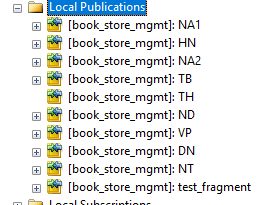 Local Publications
[book_store_mgmt]: NA1
[book_store_mgmt]: HN
[book_store_mgmt]: NA2
[book_store_mgmt]: TB
[book_store_mgmt]: TH
[book_store_mgmt]: ND
[book_store_mgmt]: VP
[book_store_mgmt]: DN
[book_store_mgmt]: NT
[book_store_mgmt]: test_fragment
Local Subscriptions